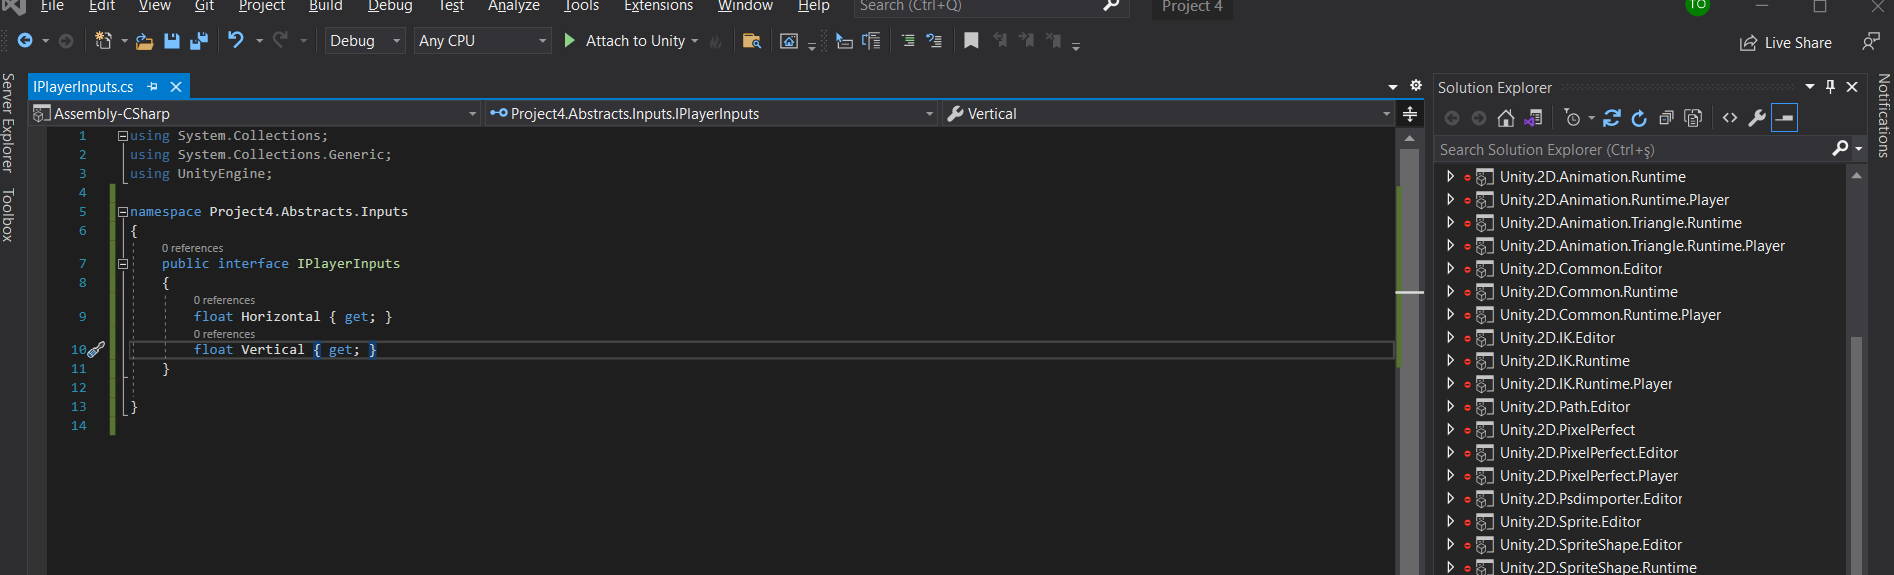 File Edit View Git Project Build Debug Test Analyze Tools Extensions Window Help Search (Ctrl+Q) Project 4 TO
Debug Any CPU Attach to Unity Live Share
Server Explorer
Toolbox
IPlayerInputs.cs
Assembly-CSharp Project4.Abstracts.Inputs.IPlayerInputs Vertical
1 using System.Collections;
2 using System.Collections.Generic;
3 using UnityEngine;
4
5 namespace Project4.Abstracts.Inputs
6 {
0 references
7 public interface IPlayerInputs
8 {
0 references
9 float Horizontal { get; }
0 references
10 float Vertical { get; }
11 }
12
13 }
14
Solution Explorer
Search Solution Explorer (Ctrl+ş)
Unity.2D.Animation.Runtime
Unity.2D.Animation.Runtime.Player
Unity.2D.Animation.Triangle.Runtime
Unity.2D.Animation.Triangle.Runtime.Player
Unity.2D.Common.Editor
Unity.2D.Common.Runtime
Unity.2D.Common.Runtime.Player
Unity.2D.IK.Editor
Unity.2D.IK.Runtime
Unity.2D.IK.Runtime.Player
Unity.2D.Path.Editor
Unity.2D.PixelPerfect
Unity.2D.PixelPerfect.Editor
Unity.2D.PixelPerfect.Player
Unity.2D.Psdimporter.Editor
Unity.2D.Sprite.Editor
Unity.2D.SpriteShape.Editor
Unity.2D.SpriteShape.Runtime
Notifications